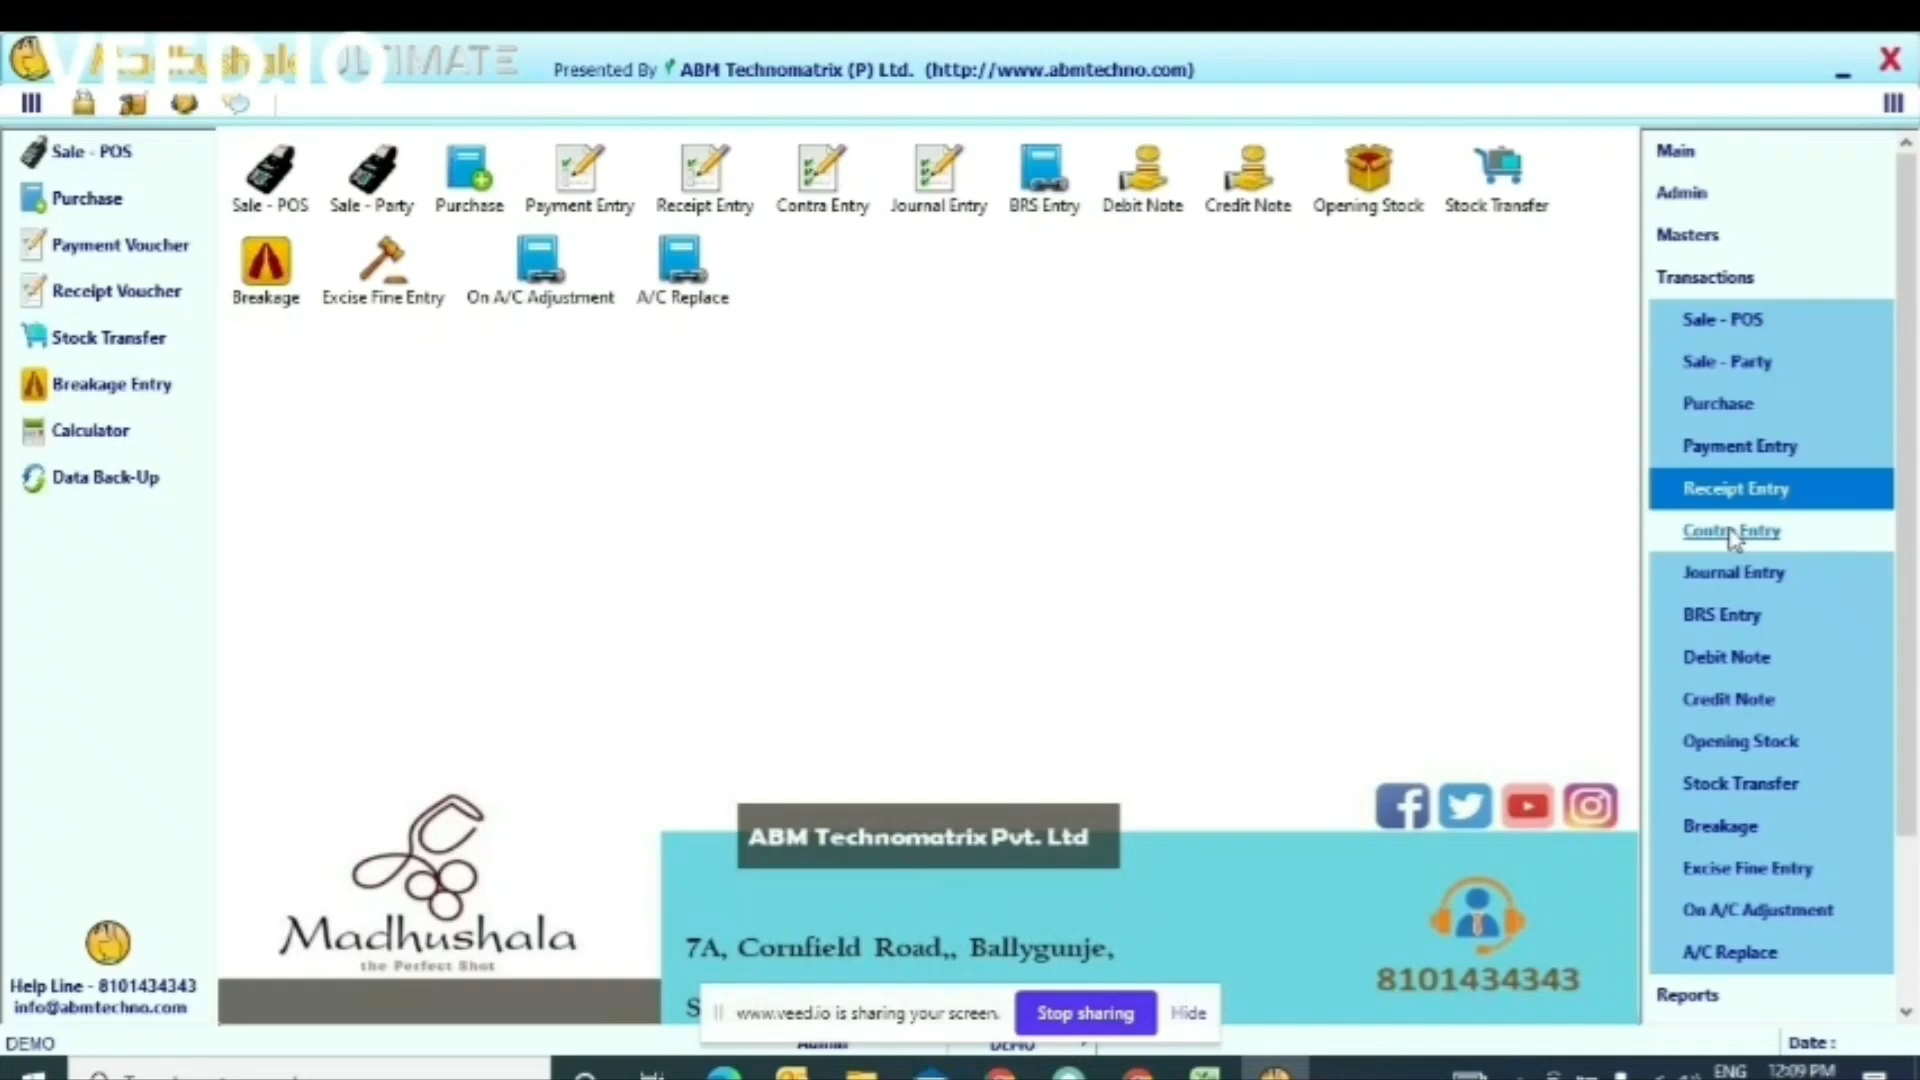 VEED.IO
ULTIMATE
Presented By ABM Technomatrix (P) Ltd. (http://www.abmtechno.com)
Sale - POS
Purchase
Payment Voucher
Receipt Voucher
Stock Transfer
Breakage Entry
Calculator
Data Back-Up
Sale - POS
Sale - Party
Purchase
Payment Entry
Receipt Entry
Contra Entry
Journal Entry
BRS Entry
Debit Note
Credit Note
Opening Stock
Stock Transfer
Breakage
Excise Fine Entry
On A/C Adjustment
A/C Replace
Main
Admin
Masters
Transactions
Sale - POS
Sale - Party
Purchase
Payment Entry
Receipt Entry
Contra Entry
Journal Entry
BRS Entry
Debit Note
Credit Note
Opening Stock
Stock Transfer
Breakage
Excise Fine Entry
On A/C Adjustment
A/C Replace
Reports
Madhushala
the Perfect Shot
ABM Technomatrix Pvt. Ltd
7A, Cornfield Road,, Ballygunje,
8101434343
Help Line - 8101434343
info@abmtechno.com
www.veed.io is sharing your screen.
Stop sharing
Hide
DEMO
DEMO
Date :
ENG
12:09 PM